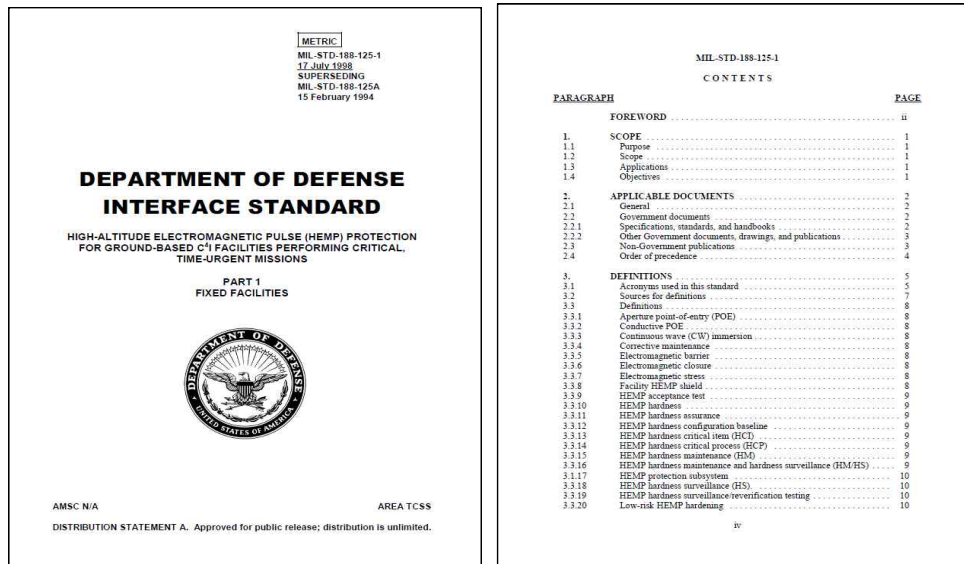 METRIC
MIL-STD-188-125-1
17 July 1998
SUPERSEDING
MIL-STD-188-125A
15 February 1994
DEPARTMENT OF DEFENSE
INTERFACE STANDARD
HIGH-ALTITUDE ELECTROMAGNETIC PULSE (HEMP) PROTECTION
FOR GROUND-BASED C⁴I FACILITIES PERFORMING CRITICAL,
TIME-URGENT MISSIONS
PART 1
FIXED FACILITIES
DEPARTMENT OF DEFENSE
UNITED STATES OF AMERICA
AMSC N/A AREA TCSS
DISTRIBUTION STATEMENT A. Approved for public release; distribution is unlimited.
MIL-STD-188-125-1
C O N T E N T S
PARAGRAPH PAGE
FOREWORD ii
1. SCOPE 1
1.1 Purpose 1
1.2 Scope 1
1.3 Applications 1
1.4 Objectives 1
2. APPLICABLE DOCUMENTS 2
2.1 General 2
2.2 Government documents 2
2.2.1 Specifications, standards, and handbooks 2
2.2.2 Other Government documents, drawings, and publications 3
2.3 Non-Government publications 3
2.4 Order of precedence 4
3. DEFINITIONS 5
3.1 Acronyms used in this standard 5
3.2 Sources for definitions 7
3.3 Definitions 8
3.3.1 Aperture point-of-entry (POE) 8
3.3.2 Conductive POE 8
3.3.3 Continuous wave (CW) immersion 8
3.3.4 Corrective maintenance 8
3.3.5 Electromagnetic barrier 8
3.3.6 Electromagnetic closure 8
3.3.7 Electromagnetic stress 8
3.3.8 Facility HEMP shield 8
3.3.9 HEMP acceptance test 9
3.3.10 HEMP hardness 9
3.3.11 HEMP hardness assurance 9
3.3.12 HEMP hardness configuration baseline 9
3.3.13 HEMP hardness critical item (HCI) 9
3.3.14 HEMP hardness critical process (HCP) 9
3.3.15 HEMP hardness maintenance (HM) 9
3.3.16 HEMP hardness maintenance and hardness surveillance (HM/HS) 9
3.1.17 HEMP protection subsystem 10
3.3.18 HEMP hardness surveillance (HS). 10
3.3.19 HEMP hardness surveillance/reverification testing 10
3.3.20 Low-risk HEMP hardening 10
iv